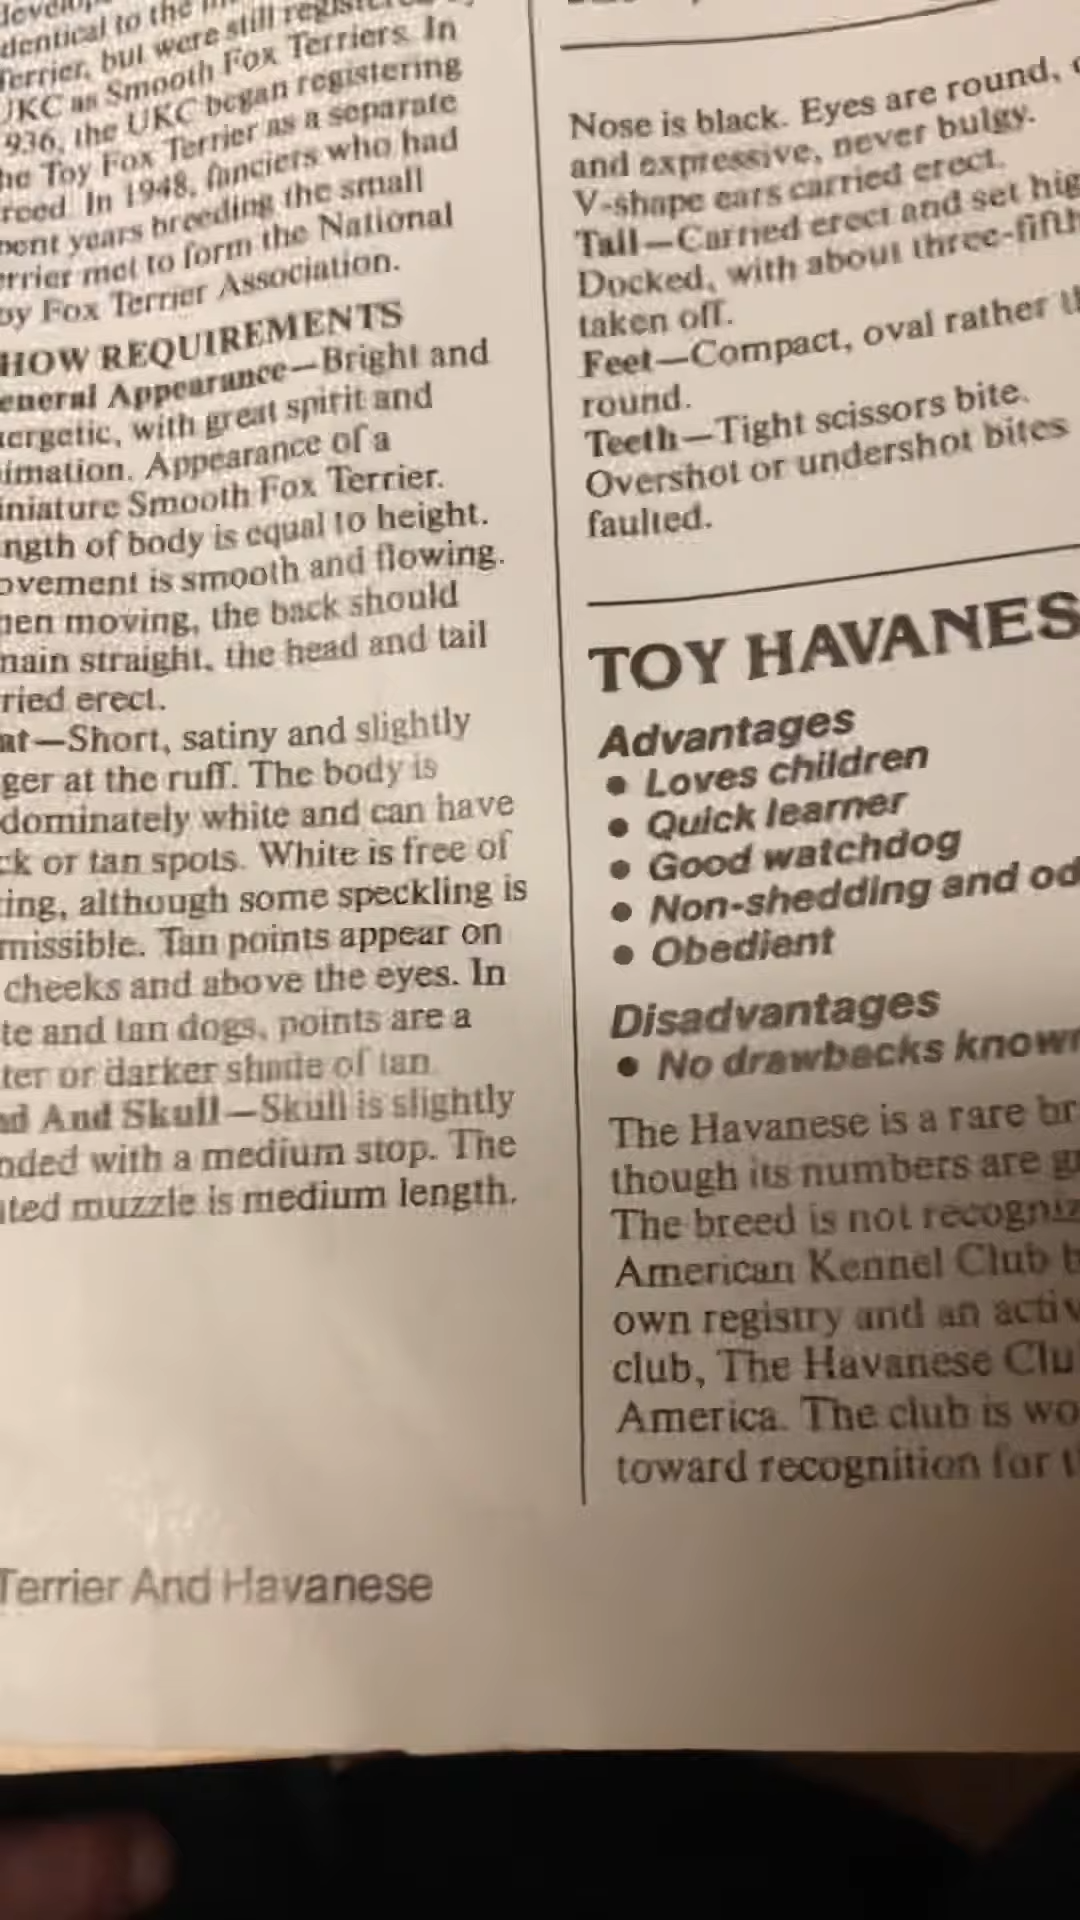 identical to the
Terrier, but were still
UKC as Smooth Fox Terriers. In
1936, the UKC began registering
the Toy Fox Terrier as a separate
breed. In 1948, fanciers who had
spent years breeding the small
terrier met to form the National
Toy Fox Terrier Association.
HOW REQUIREMENTS
eneral Appearance—Bright and
ergetic, with great spirit and
imation. Appearance of a
iniature Smooth Fox Terrier.
ngth of body is equal to height.
ovement is smooth and flowing.
hen moving, the back should
main straight, the head and tail
rried erect.
at—Short, satiny and slightly
ger at the ruff. The body is
dominately white and can have
ck or tan spots. White is free of
ing, although some speckling is
missible. Tan points appear on
cheeks and above the eyes. In
te and tan dogs, points are a
ter or darker shade of tan.
ad And Skull—Skull is slightly
nded with a medium stop. The
ted muzzle is medium length.
Nose is black. Eyes are round,
and expressive, never bulgy.
V-shape ears carried erect.
Tail—Carried erect and set hig
Docked, with about three-fifth
taken off.
Feet—Compact, oval rather th
round.
Teeth—Tight scissors bite.
Overshot or undershot bites
faulted.
TOY HAVANES
Advantages
• Loves children
• Quick learner
• Good watchdog
• Non-shedding and od
• Obedient
Disadvantages
• No drawbacks known
The Havanese is a rare br
though its numbers are gr
The breed is not recogniz
American Kennel Club b
own registry and an activ
club, The Havanese Clu
America. The club is wo
toward recognition for t
Terrier And Havanese